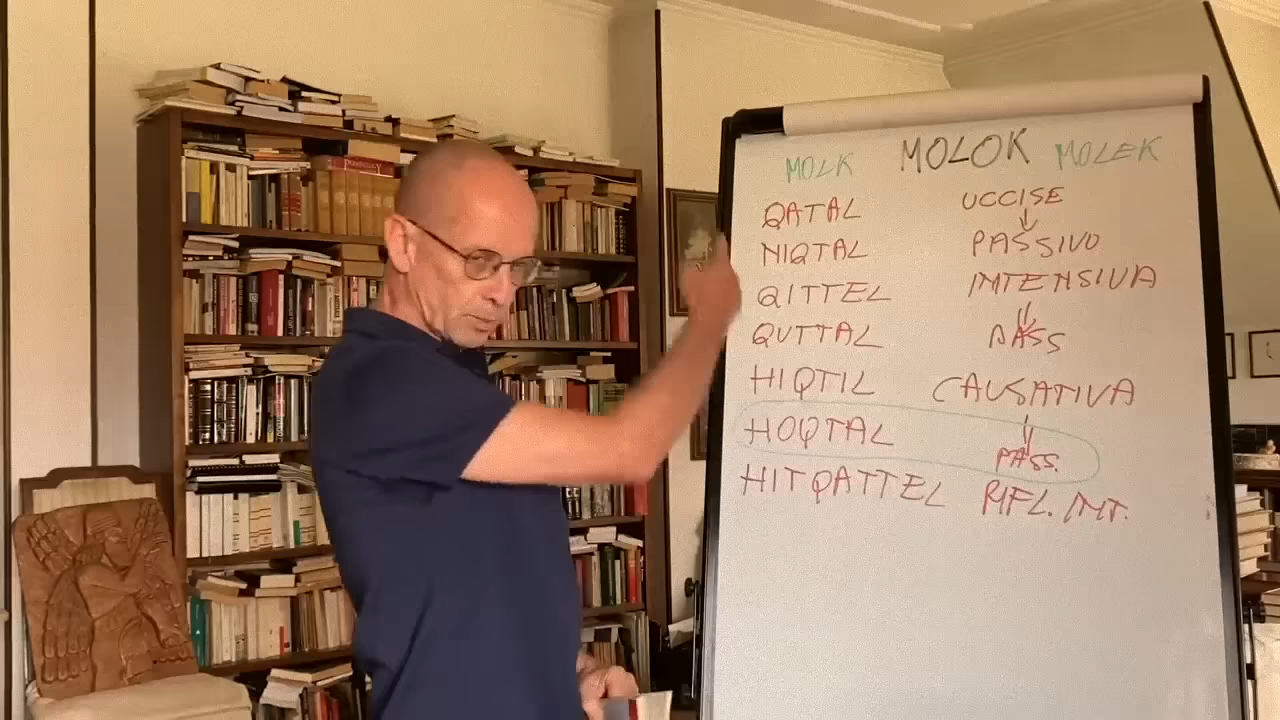 MOLK MOLOK MOLEK
QATAL UCCISE
NIQTAL PASSIVO
QITTEL INTENSIVA
QUTTAL PASS
HIQTIL CAUSATIVA
HOQTAL PASS.
HITQATTEL RIFL. INT.